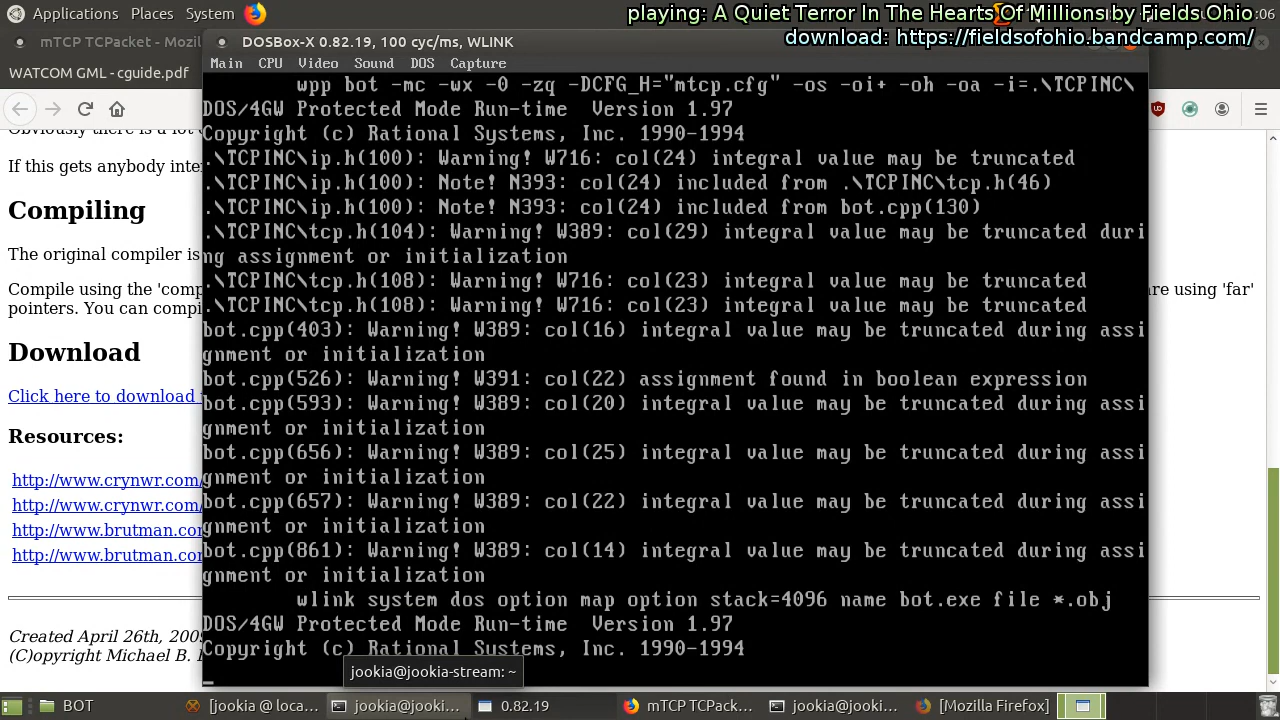 Applications Places System
playing: A Quiet Terror In The Hearts Of Millions by Fields Ohio
:06
download: https://fieldsofohio.bandcamp.com/
mTCP TCPacket - Mozil
DOSBox-X 0.82.19, 100 cyc/ms, WLINK
WATCOM GML - cguide.pdf
Main CPU Video Sound DOS Capture
wpp bot -mc -wx -0 -zq -DCFG_H="mtcp.cfg" -os -oi+ -oh -oa -i=.\TCPINC\
DOS/4GW Protected Mode Run-time Version 1.97
Copyright (c) Rational Systems, Inc. 1990-1994
.\TCPINC\ip.h(100): Warning! W716: col(24) integral value may be truncated
.\TCPINC\ip.h(100): Note! N393: col(24) included from .\TCPINC\tcp.h(46)
.\TCPINC\ip.h(100): Note! N393: col(24) included from bot.cpp(130)
.\TCPINC\tcp.h(104): Warning! W389: col(29) integral value may be truncated duri
ng assignment or initialization
.\TCPINC\tcp.h(108): Warning! W716: col(23) integral value may be truncated
.\TCPINC\tcp.h(108): Warning! W716: col(23) integral value may be truncated
bot.cpp(403): Warning! W389: col(16) integral value may be truncated during assi
gnment or initialization
bot.cpp(526): Warning! W391: col(22) assignment found in boolean expression
bot.cpp(593): Warning! W389: col(20) integral value may be truncated during assi
gnment or initialization
bot.cpp(656): Warning! W389: col(25) integral value may be truncated during assi
gnment or initialization
bot.cpp(657): Warning! W389: col(22) integral value may be truncated during assi
gnment or initialization
bot.cpp(861): Warning! W389: col(14) integral value may be truncated during assi
gnment or initialization
wlink system dos option map option stack=4096 name bot.exe file *.obj
DOS/4GW Protected Mode Run-time Version 1.97
Copyright (c) Rational Systems, Inc. 1990-1994
If this gets anybody inte
Compiling
The original compiler is
Compile using the 'comp
re using 'far'
pointers. You can compi
Download
Click here to download
Resources:
http://www.crynwr.com/
http://www.crynwr.com/
http://www.brutman.co
http://www.brutman.co
Created April 26th, 2009
(C)opyright Michael B.
jookia@jookia-stream: ~
BOT
[jookia @ loca...
jookia@jooki...
0.82.19
mTCP TCPack...
jookia@jooki...
[Mozilla Firefox]